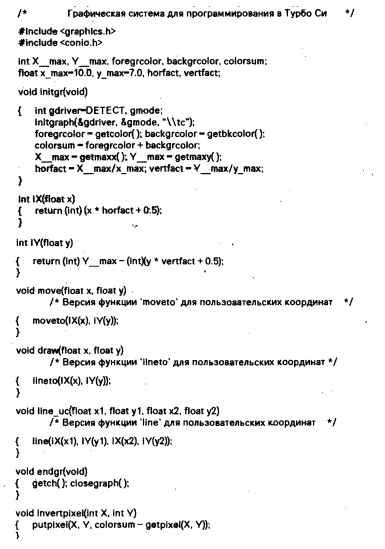 /* Графическая система для программирования в Турбо Си */
#include <graphics.h>
#include <conio.h>
int X__max, Y__max, foregrcolor, backgrcolor, colorsum;
float x_max=10.0, y_max=7.0, horfact, vertfact;
void initgr(void)
{ int gdriver=DETECT, gmode;
initgraph(&gdriver, &gmode, "\\tc");
foregrcolor = getcolor(); backgrcolor = getbkcolor();
colorsum = foregrcolor + backgrcolor;
X__max = getmaxx(); Y__max = getmaxy();
horfact = X__max/x_max; vertfact = Y__max/y_max;
}
int IX(float x)
{ return (int) (x * horfact + 0.5);
}
int IY(float y)
{ return (int) Y__max – (int)(y * vertfact + 0.5);
}
void move(float x, float y)
/* Версия функции 'moveto' для пользовательских координат */
{ moveto(IX(x), IY(y));
}
void draw(float x, float y)
/* Версия функции 'lineto' для пользовательских координат */
{ lineto(IX(x), IY(y));
}
void line_uc(float x1, float y1, float x2, float y2)
/* Версия функции 'line' для пользовательских координат */
{ line(IX(x1), IY(y1), IX(x2), IY(y2));
}
void endgr(void)
{ getch(); closegraph();
}
void invertpixel(int X, int Y)
{ putpixel(X, Y, colorsum – getpixel(X, Y));
}